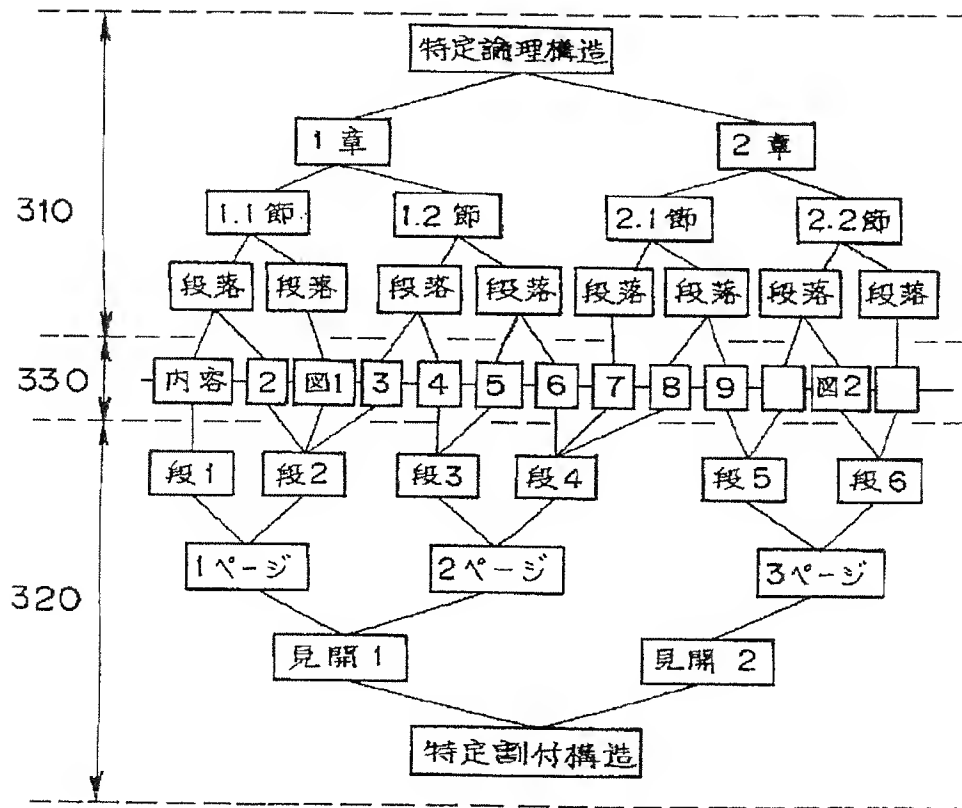 特定論理構造
1章 2章
310
1.1節 1.2節 2.1節 2.2節
段落 段落 段落 段落 段落 段落 段落 段落
330
内容 2 図1 3 4 5 6 7 8 9 図2
段1 段2 段3 段4 段5 段6
1ページ 2ページ 3ページ
320
見開1 見開2
特定割付構造